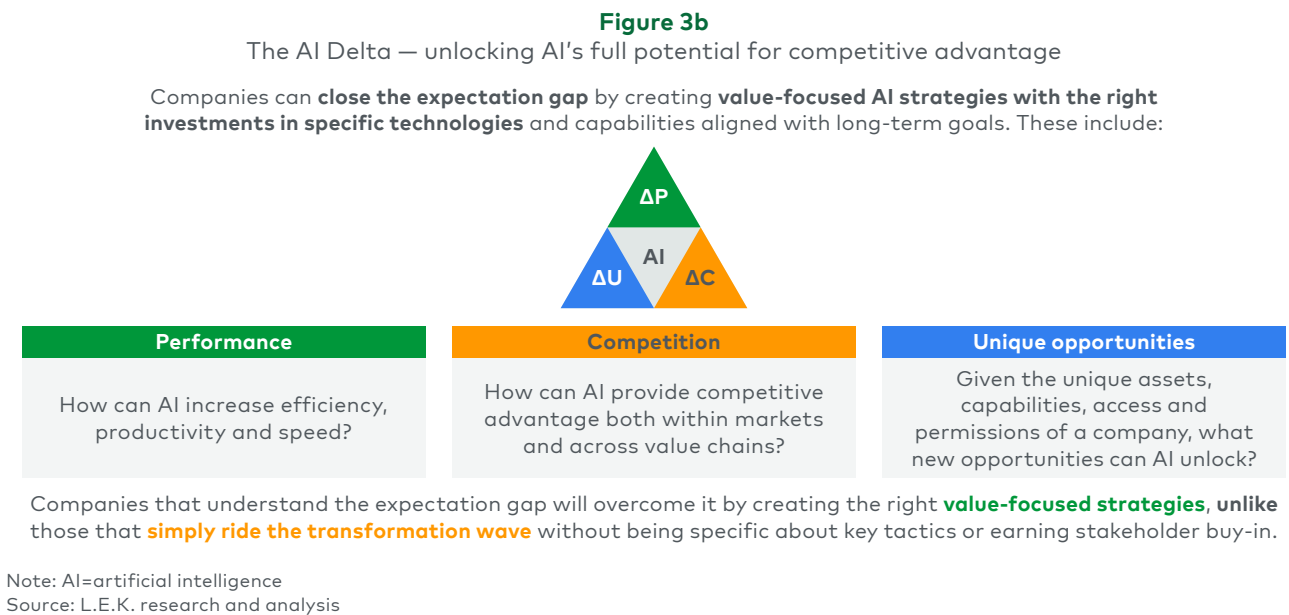 Figure 3b
The AI Delta — unlocking AI's full potential for competitive advantage
Companies can close the expectation gap by creating value-focused AI strategies with the right
investments in specific technologies and capabilities aligned with long-term goals. These include:
ΔP
AI
ΔU
ΔC
Performance
How can AI increase efficiency,
productivity and speed?
Competition
How can AI provide competitive
advantage both within markets
and across value chains?
Unique opportunities
Given the unique assets,
capabilities, access and
permissions of a company, what
new opportunities can AI unlock?
Companies that understand the expectation gap will overcome it by creating the right value-focused strategies, unlike
those that simply ride the transformation wave without being specific about key tactics or earning stakeholder buy-in.
Note: AI=artificial intelligence
Source: L.E.K. research and analysis